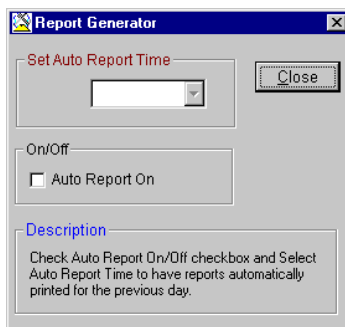 Report Generator
Set Auto Report Time
Close
On/Off
Auto Report On
Description
Check Auto Report On/Off checkbox and Select
Auto Report Time to have reports automatically
printed for the previous day.